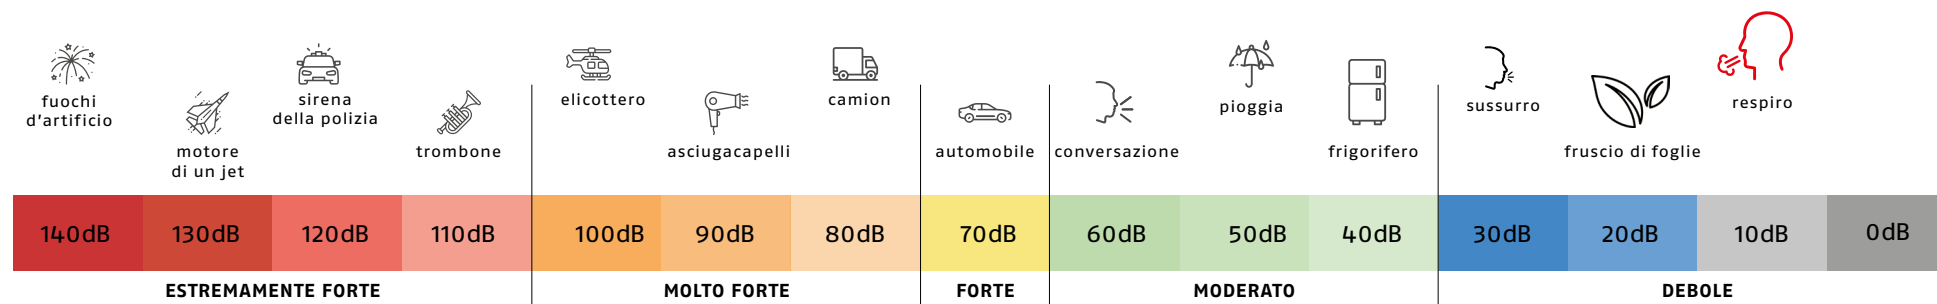 fuochi
d'artificio
motore
di un jet
sirena
della polizia
trombone
elicottero
asciugacapelli
camion
automobile
conversazione
pioggia
frigorifero
sussurro
fruscio di foglie
respiro
140dB 130dB 120dB 110dB 100dB 90dB 80dB 70dB 60dB 50dB 40dB 30dB 20dB 10dB 0dB
ESTREMAMENTE FORTE MOLTO FORTE FORTE MODERATO DEBOLE